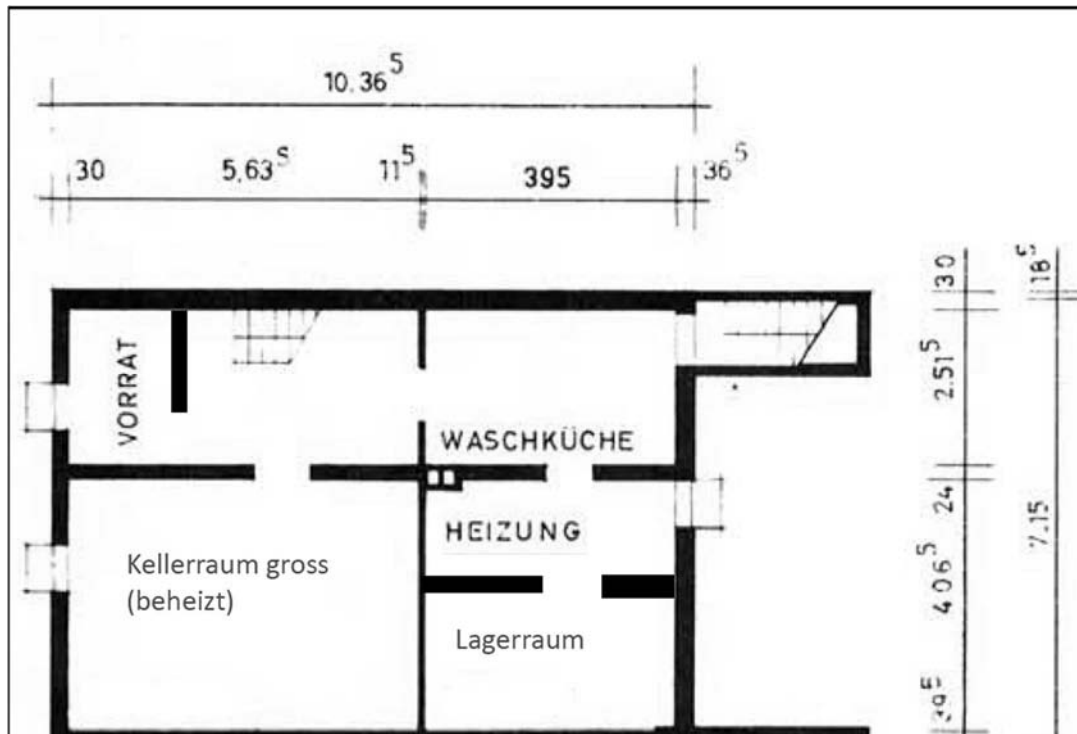 10.36⁵
30 5,63⁵ 11⁵ 395 36⁵
30
18⁵
2.51⁵
VORRAT
WASCHKÜCHE
HEIZUNG
24
7.15
Kellerraum gross
(beheizt)
4 06⁵
Lagerraum